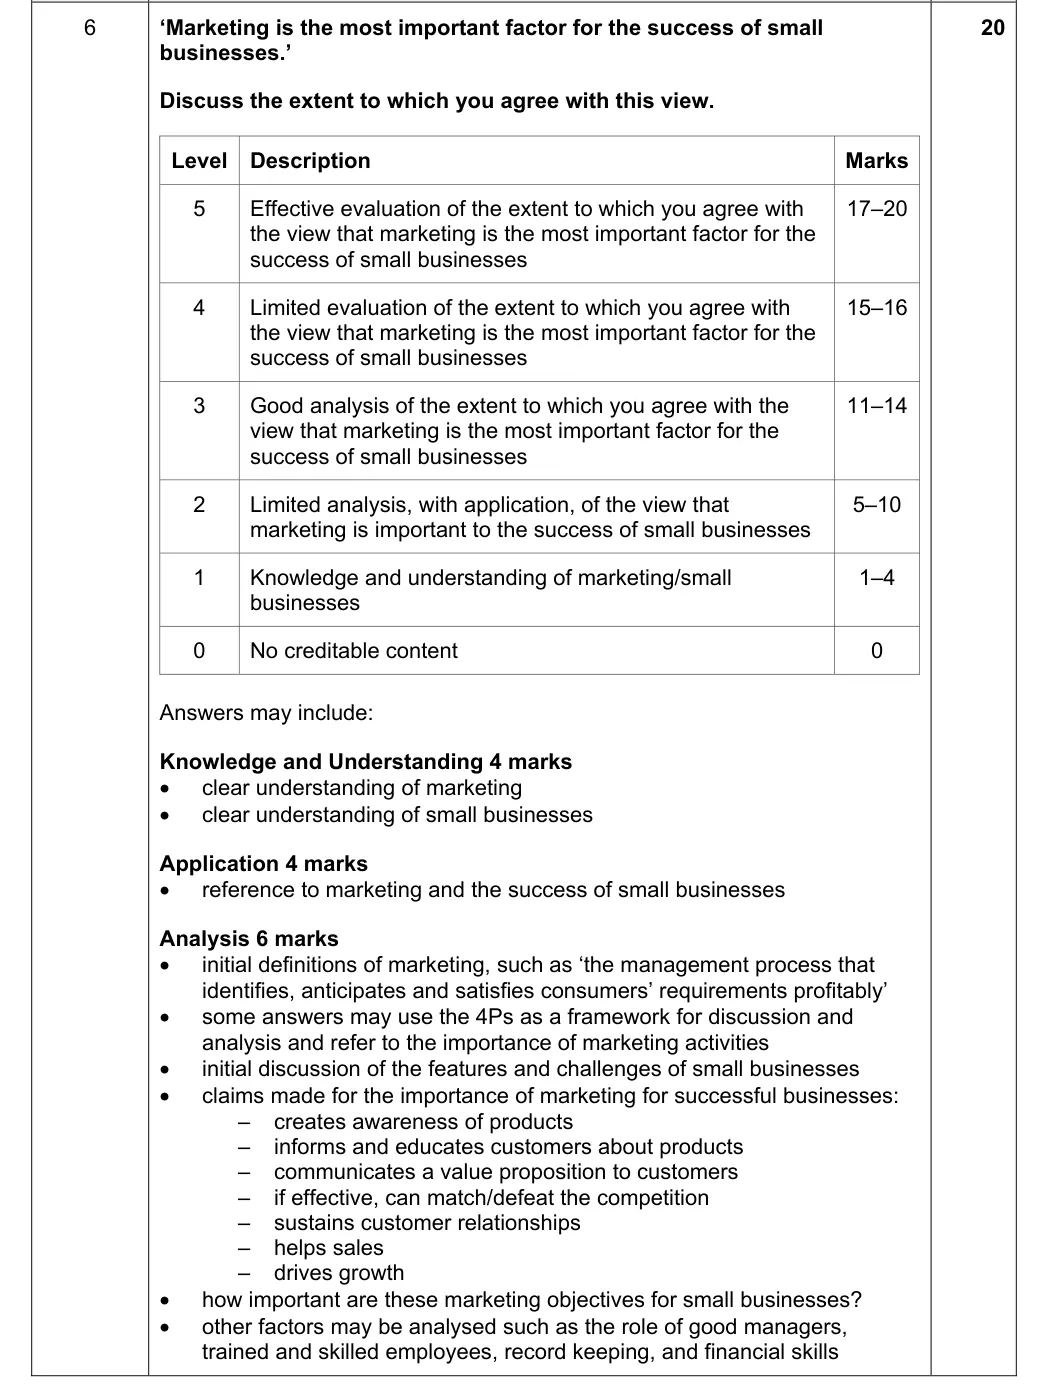 6 ‘Marketing is the most important factor for the success of small 20
businesses.’
Discuss the extent to which you agree with this view.
Level Description Marks
5 Effective evaluation of the extent to which you agree with 17–20
the view that marketing is the most important factor for the
success of small businesses
4 Limited evaluation of the extent to which you agree with 15–16
the view that marketing is the most important factor for the
success of small businesses
3 Good analysis of the extent to which you agree with the 11–14
view that marketing is the most important factor for the
success of small businesses
2 Limited analysis, with application, of the view that 5–10
marketing is important to the success of small businesses
1 Knowledge and understanding of marketing/small 1–4
businesses
0 No creditable content 0
Answers may include:
Knowledge and Understanding 4 marks
• clear understanding of marketing
• clear understanding of small businesses
Application 4 marks
• reference to marketing and the success of small businesses
Analysis 6 marks
• initial definitions of marketing, such as ‘the management process that
identifies, anticipates and satisfies consumers’ requirements profitably’
• some answers may use the 4Ps as a framework for discussion and
analysis and refer to the importance of marketing activities
• initial discussion of the features and challenges of small businesses
• claims made for the importance of marketing for successful businesses:
– creates awareness of products
– informs and educates customers about products
– communicates a value proposition to customers
– if effective, can match/defeat the competition
– sustains customer relationships
– helps sales
– drives growth
• how important are these marketing objectives for small businesses?
• other factors may be analysed such as the role of good managers,
trained and skilled employees, record keeping, and financial skills